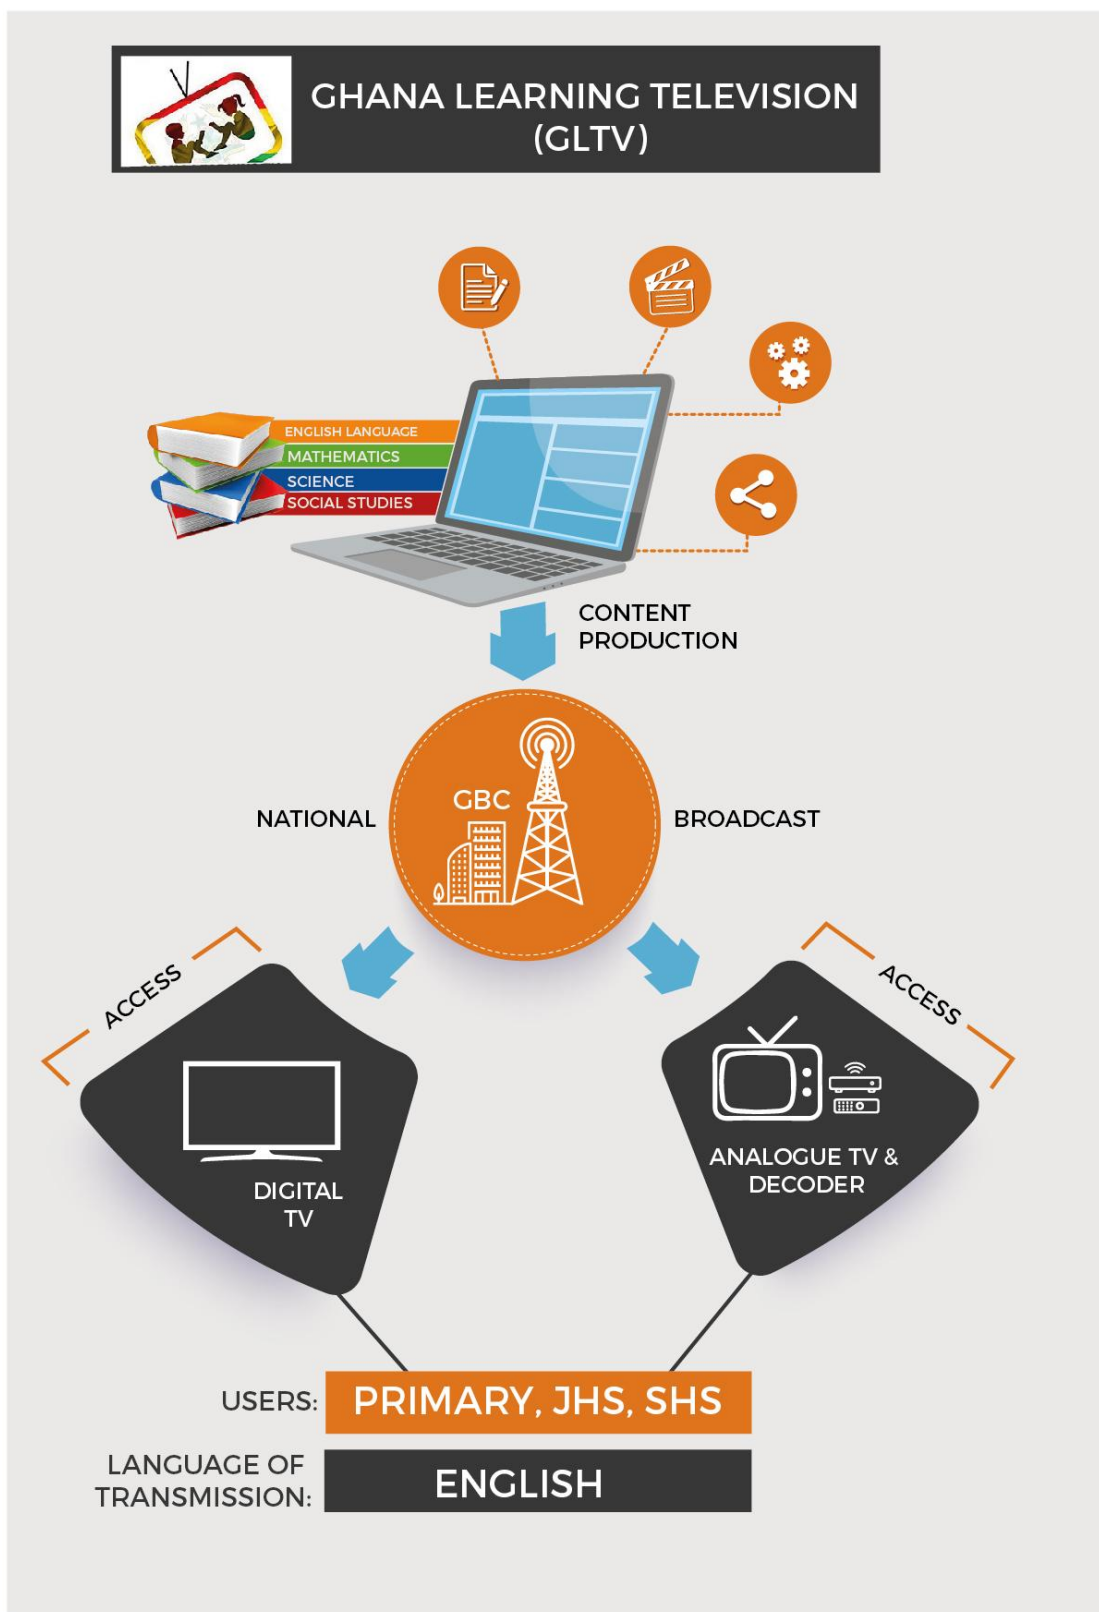 GHANA LEARNING TELEVISION
(GLTV)
ENGLISH LANGUAGE
MATHEMATICS
SCIENCE
SOCIAL STUDIES
CONTENT
PRODUCTION
GBC
NATIONAL
BROADCAST
ACCESS
ACCESS
DIGITAL
TV
ANALOGUE TV &
DECODER
USERS:
PRIMARY, JHS, SHS
LANGUAGE OF
TRANSMISSION:
ENGLISH